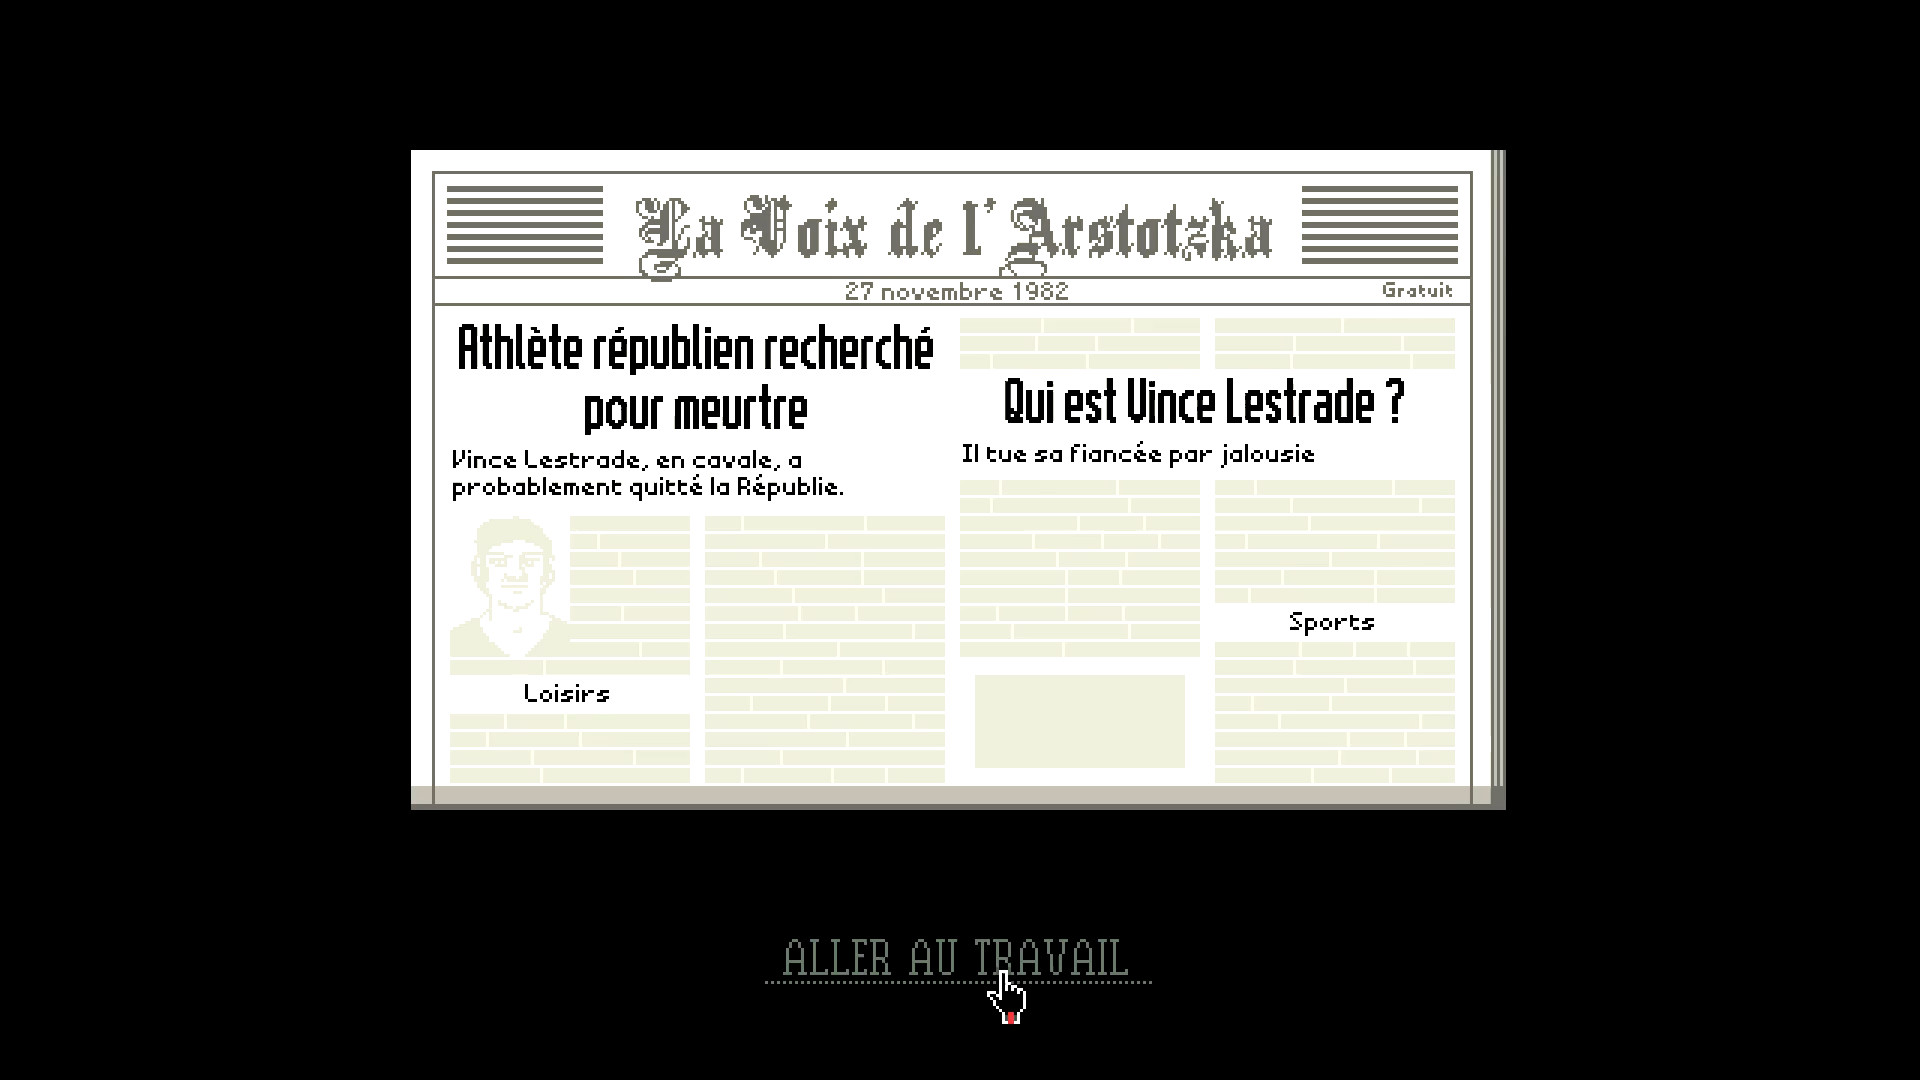 La Voix de l'Arstotzka
27 novembre 1982
Gratuit
Athlète républien recherché
pour meurtre
Vince Lestrade, en cavale, a
probablement quitté la Républie.
Loisirs
Qui est Vince Lestrade ?
Il tue sa fiancée par jalousie
Sports
ALLER AU TRAVAIL